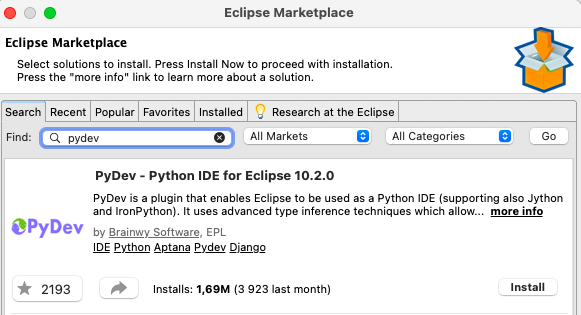 Eclipse Marketplace
Eclipse Marketplace
Select solutions to install. Press Install Now to proceed with installation.
Press the "more info" link to learn more about a solution.
Search Recent Popular Favorites Installed Research at the Eclipse
Find: pydev All Markets All Categories Go
PyDev - Python IDE for Eclipse 10.2.0
PyDev is a plugin that enables Eclipse to be used as a Python IDE (supporting also Jython
and IronPython). It uses advanced type inference techniques which allow... more info
PyDev
by Brainwy Software, EPL
IDE Python Aptana Pydev Django
2193 Installs: 1,69M (3 923 last month) Install